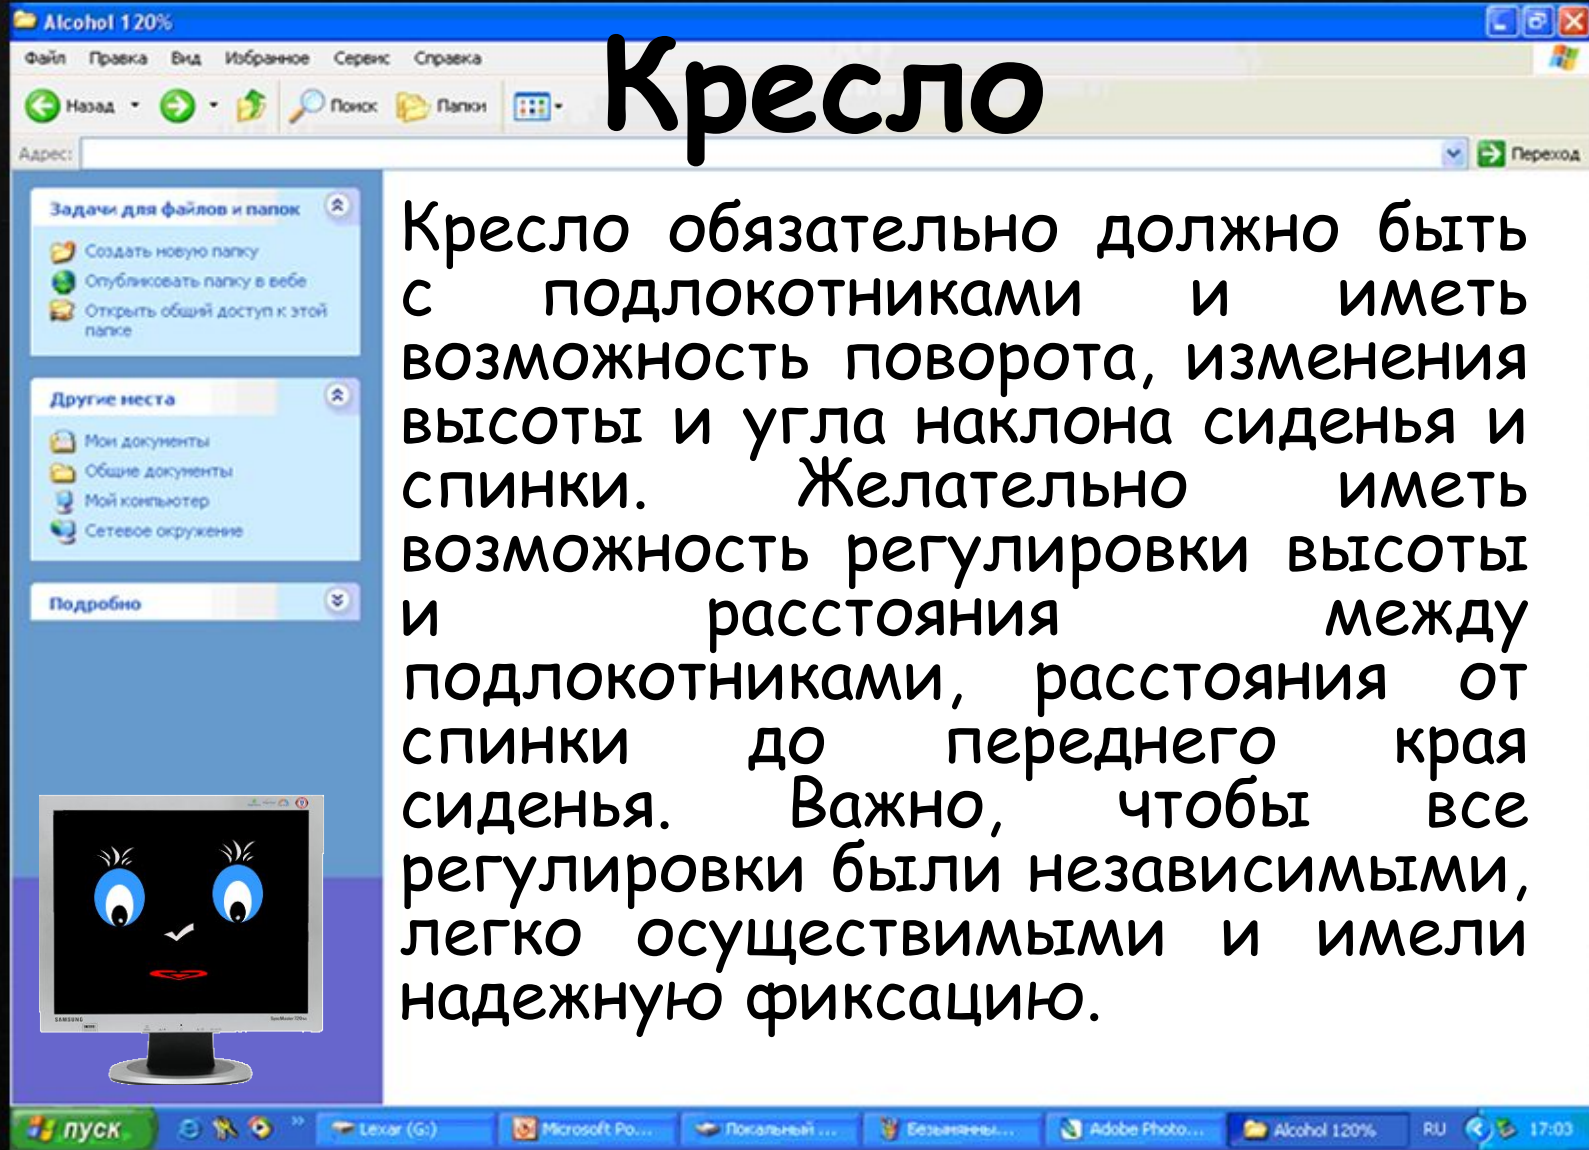 Alcohol 120%
Файл Правка Вид Избранное Сервис Справка
Кресло
Назад Поиск Папки
Адрес: Переход
Задачи для файлов и папок
Создать новую папку
Опубликовать папку в вебе
Открыть общий доступ к этой
папке
Другие места
Мои документы
Общие документы
Мой компьютер
Сетевое окружение
Подробно
Кресло обязательно должно быть
с подлокотниками и иметь
возможность поворота, изменения
высоты и угла наклона сиденья и
спинки. Желательно иметь
возможность регулировки высоты
и расстояния между
подлокотниками, расстояния от
спинки до переднего края
сиденья. Важно, чтобы все
регулировки были независимыми,
легко осуществимыми и имели
надежную фиксацию.
SAMSUNG
пуск Lexar (G:) Microsoft Po... Локальный ... Безымянны... Adobe Photo... Alcohol 120% RU 17:03